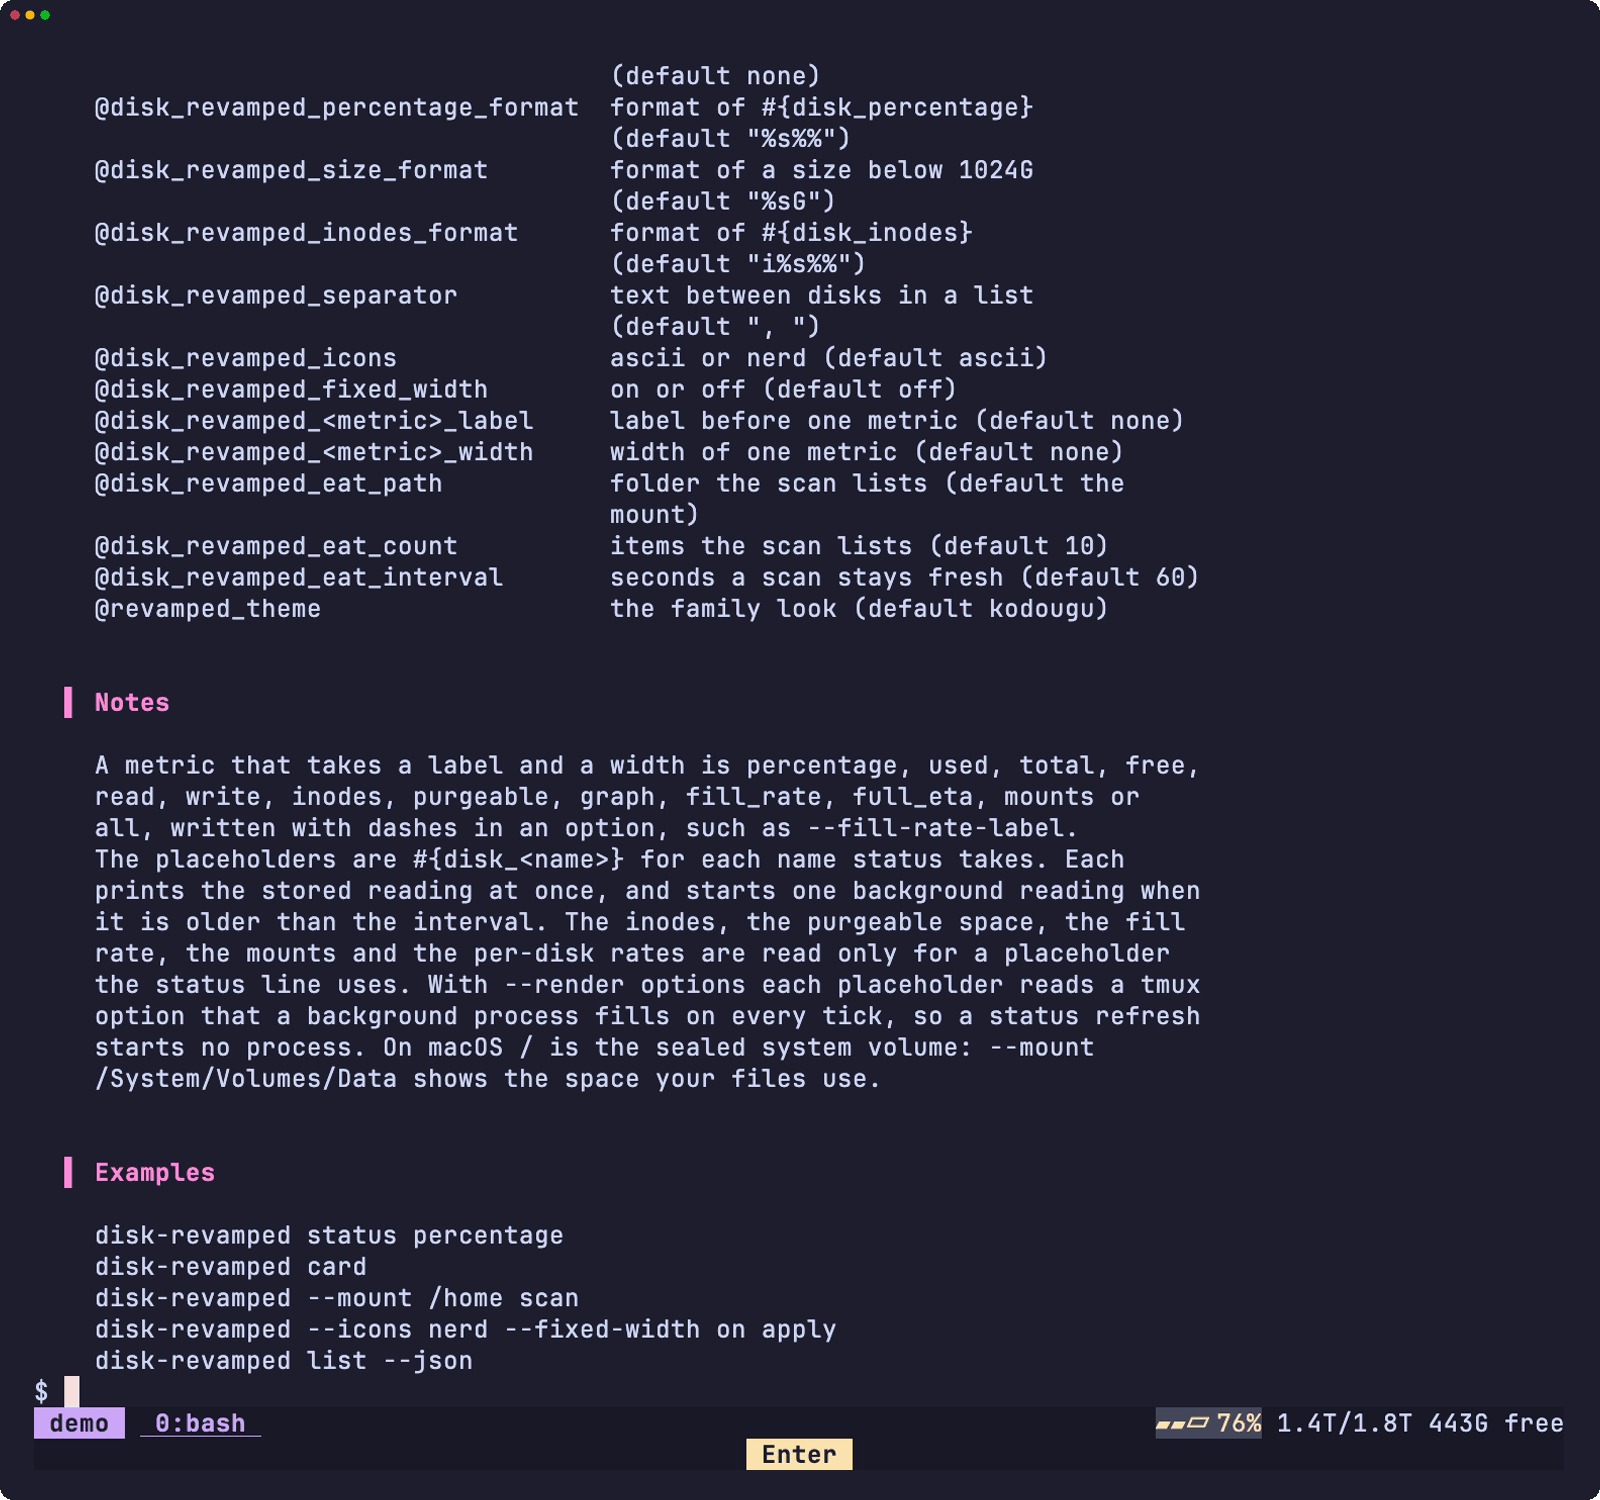 (default none)
@disk_revamped_percentage_format  format of #{disk_percentage}
(default "%s%%")
@disk_revamped_size_format        format of a size below 1024G
(default "%sG")
@disk_revamped_inodes_format      format of #{disk_inodes}
(default "i%s%%")
@disk_revamped_separator          text between disks in a list
(default ", ")
@disk_revamped_icons              ascii or nerd (default ascii)
@disk_revamped_fixed_width        on or off (default off)
@disk_revamped_<metric>_label     label before one metric (default none)
@disk_revamped_<metric>_width     width of one metric (default none)
@disk_revamped_eat_path           folder the scan lists (default the
mount)
@disk_revamped_eat_count          items the scan lists (default 10)
@disk_revamped_eat_interval       seconds a scan stays fresh (default 60)
@revamped_theme                   the family look (default kodougu)
Notes
A metric that takes a label and a width is percentage, used, total, free,
read, write, inodes, purgeable, graph, fill_rate, full_eta, mounts or
all, written with dashes in an option, such as --fill-rate-label.
The placeholders are #{disk_<name>} for each name status takes. Each
prints the stored reading at once, and starts one background reading when
it is older than the interval. The inodes, the purgeable space, the fill
rate, the mounts and the per-disk rates are read only for a placeholder
the status line uses. With --render options each placeholder reads a tmux
option that a background process fills on every tick, so a status refresh
starts no process. On macOS / is the sealed system volume: --mount
/System/Volumes/Data shows the space your files use.
Examples
disk-revamped status percentage
disk-revamped card
disk-revamped --mount /home scan
disk-revamped --icons nerd --fixed-width on apply
disk-revamped list --json
$
demo  0:bash  ▰▰▱ 76% 1.4T/1.8T 443G free
Enter